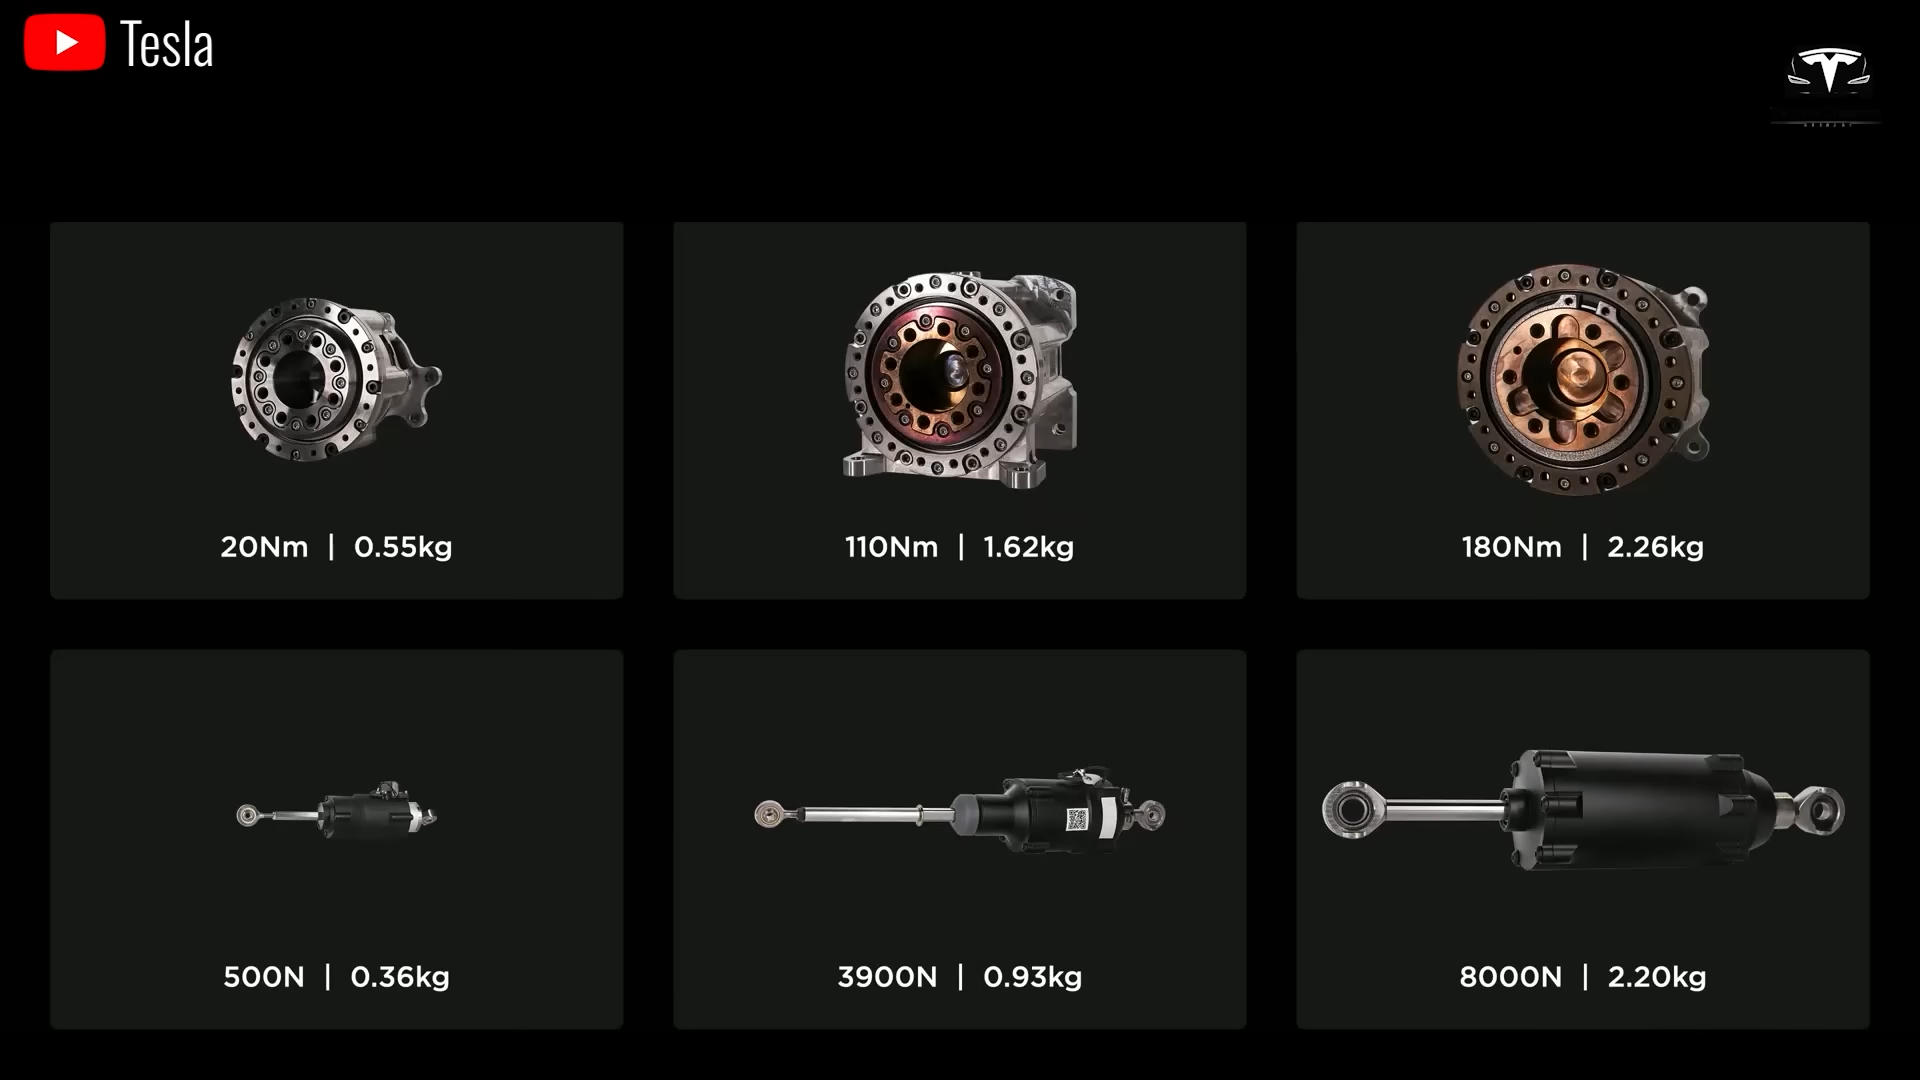 Tesla
20Nm | 0.55kg
110Nm | 1.62kg
180Nm | 2.26kg
500N | 0.36kg
3900N | 0.93kg
8000N | 2.20kg